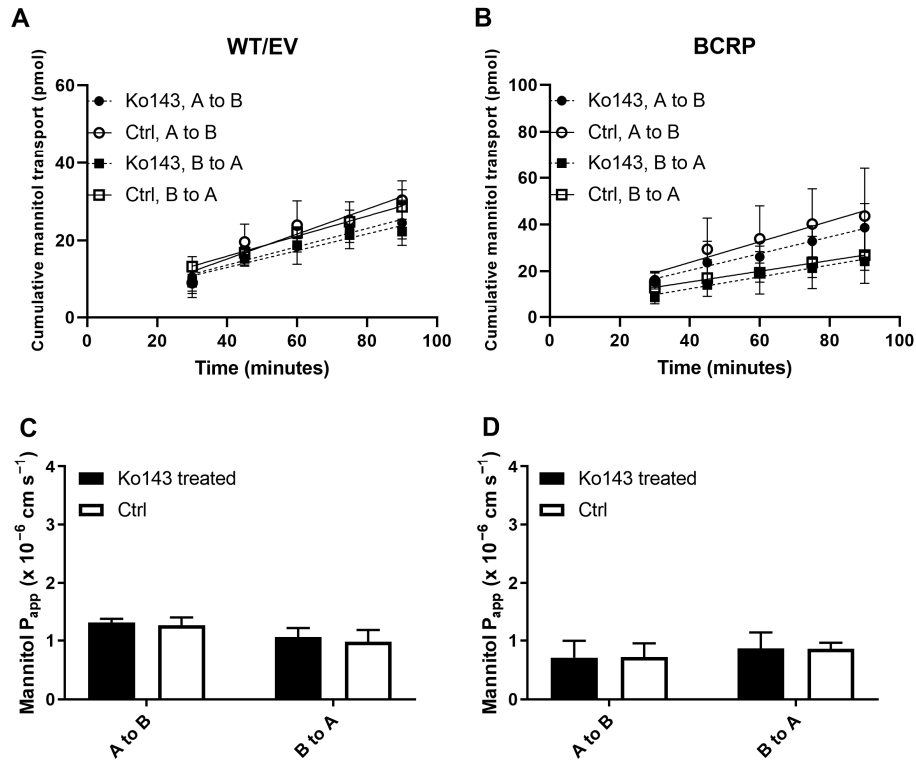 A
WT/EV
Cumulative mannitol transport (pmol)
60
40
20
0
Ko143, A to B
Ctrl, A to B
Ko143, B to A
Ctrl, B to A
0 20 40 60 80 100
Time (minutes)
B
BCRP
Cumulative mannitol transport (pmol)
100
80
60
40
20
0
Ko143, A to B
Ctrl, A to B
Ko143, B to A
Ctrl, B to A
0 20 40 60 80 100
Time (minutes)
C
Mannitol Papp (x 10⁻⁶ cm s⁻¹)
4
3
2
1
0
Ko143 treated
Ctrl
A to B
B to A
D
Mannitol Papp (x 10⁻⁶ cm s⁻¹)
4
3
2
1
0
Ko143 treated
Ctrl
A to B
B to A